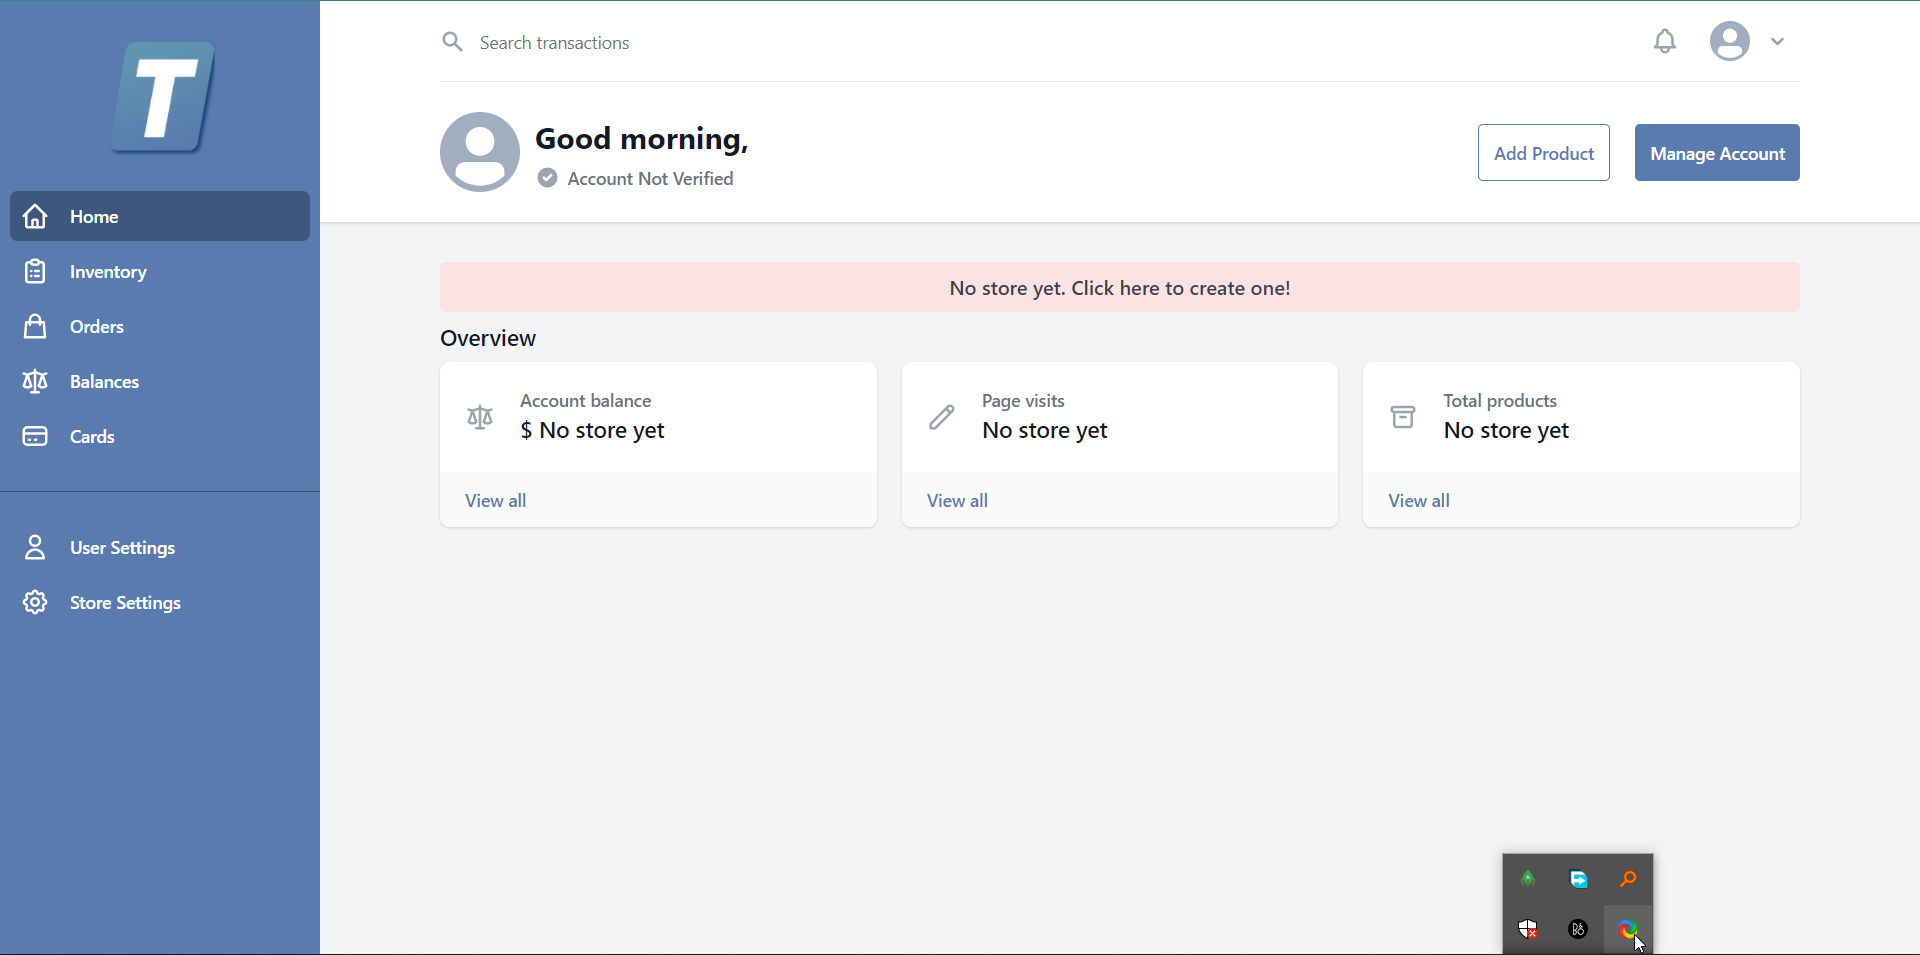 T
Home
Inventory
Orders
Balances
Cards
User Settings
Store Settings
Search transactions
Good morning,
Account Not Verified
Add Product
Manage Account
No store yet. Click here to create one!
Overview
Account balance
$ No store yet
View all
Page visits
No store yet
View all
Total products
No store yet
View all